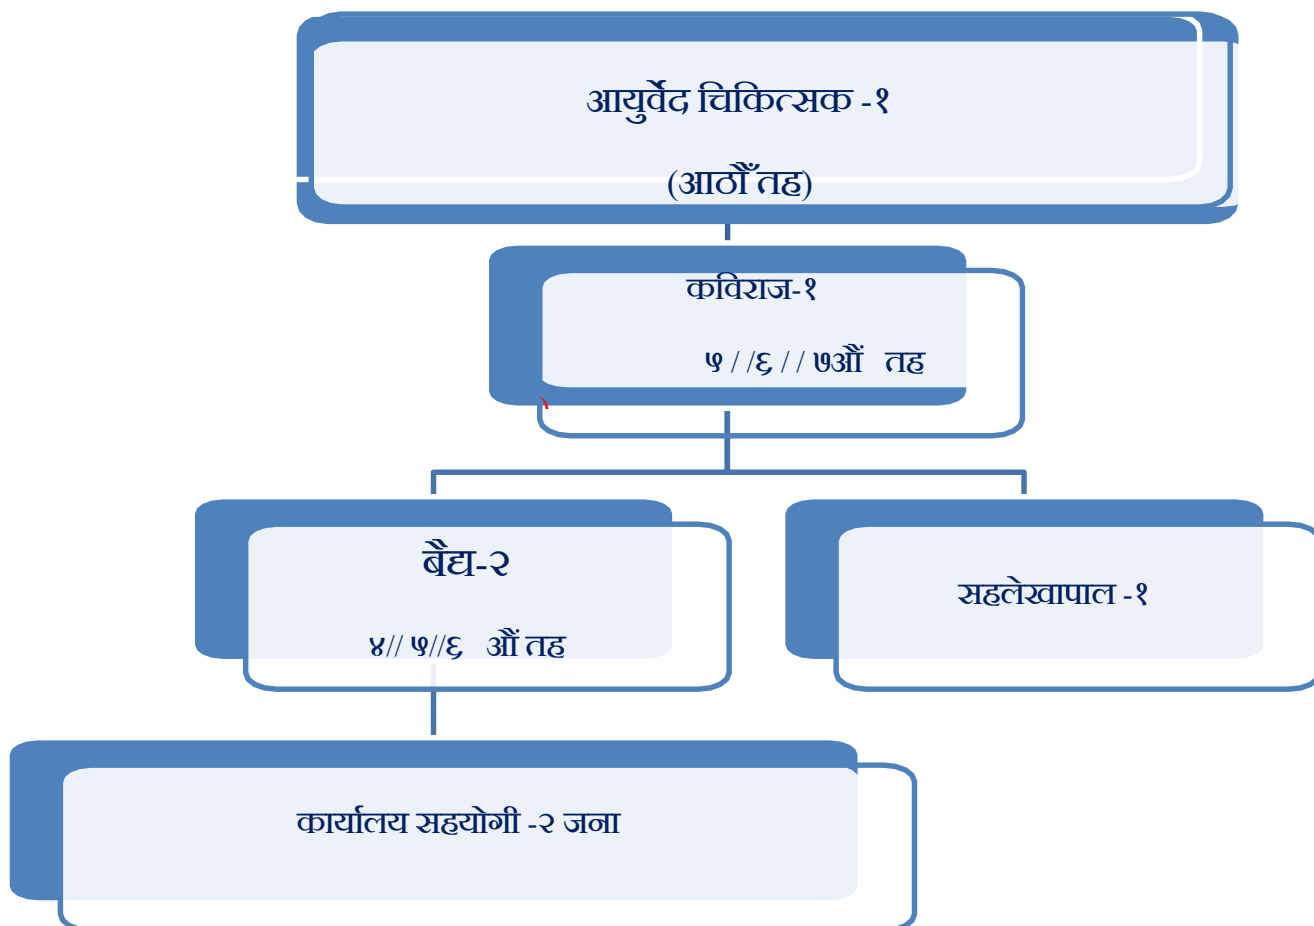 आयुर्वेद चिकित्सक -१
(आठौँ तह)
कविराज-१
५ / /६ / / ७औं तह
बैद्य-२
४// ५//६ औं तह
सहलेखापाल -१
कार्यालय सहयोगी -२ जना